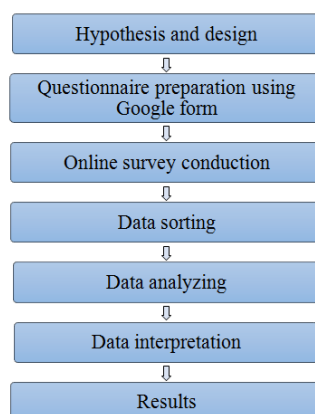 Hypothesis and design
Questionnaire preparation using
Google form
Online survey conduction
Data sorting
Data analyzing
Data interpretation
Results